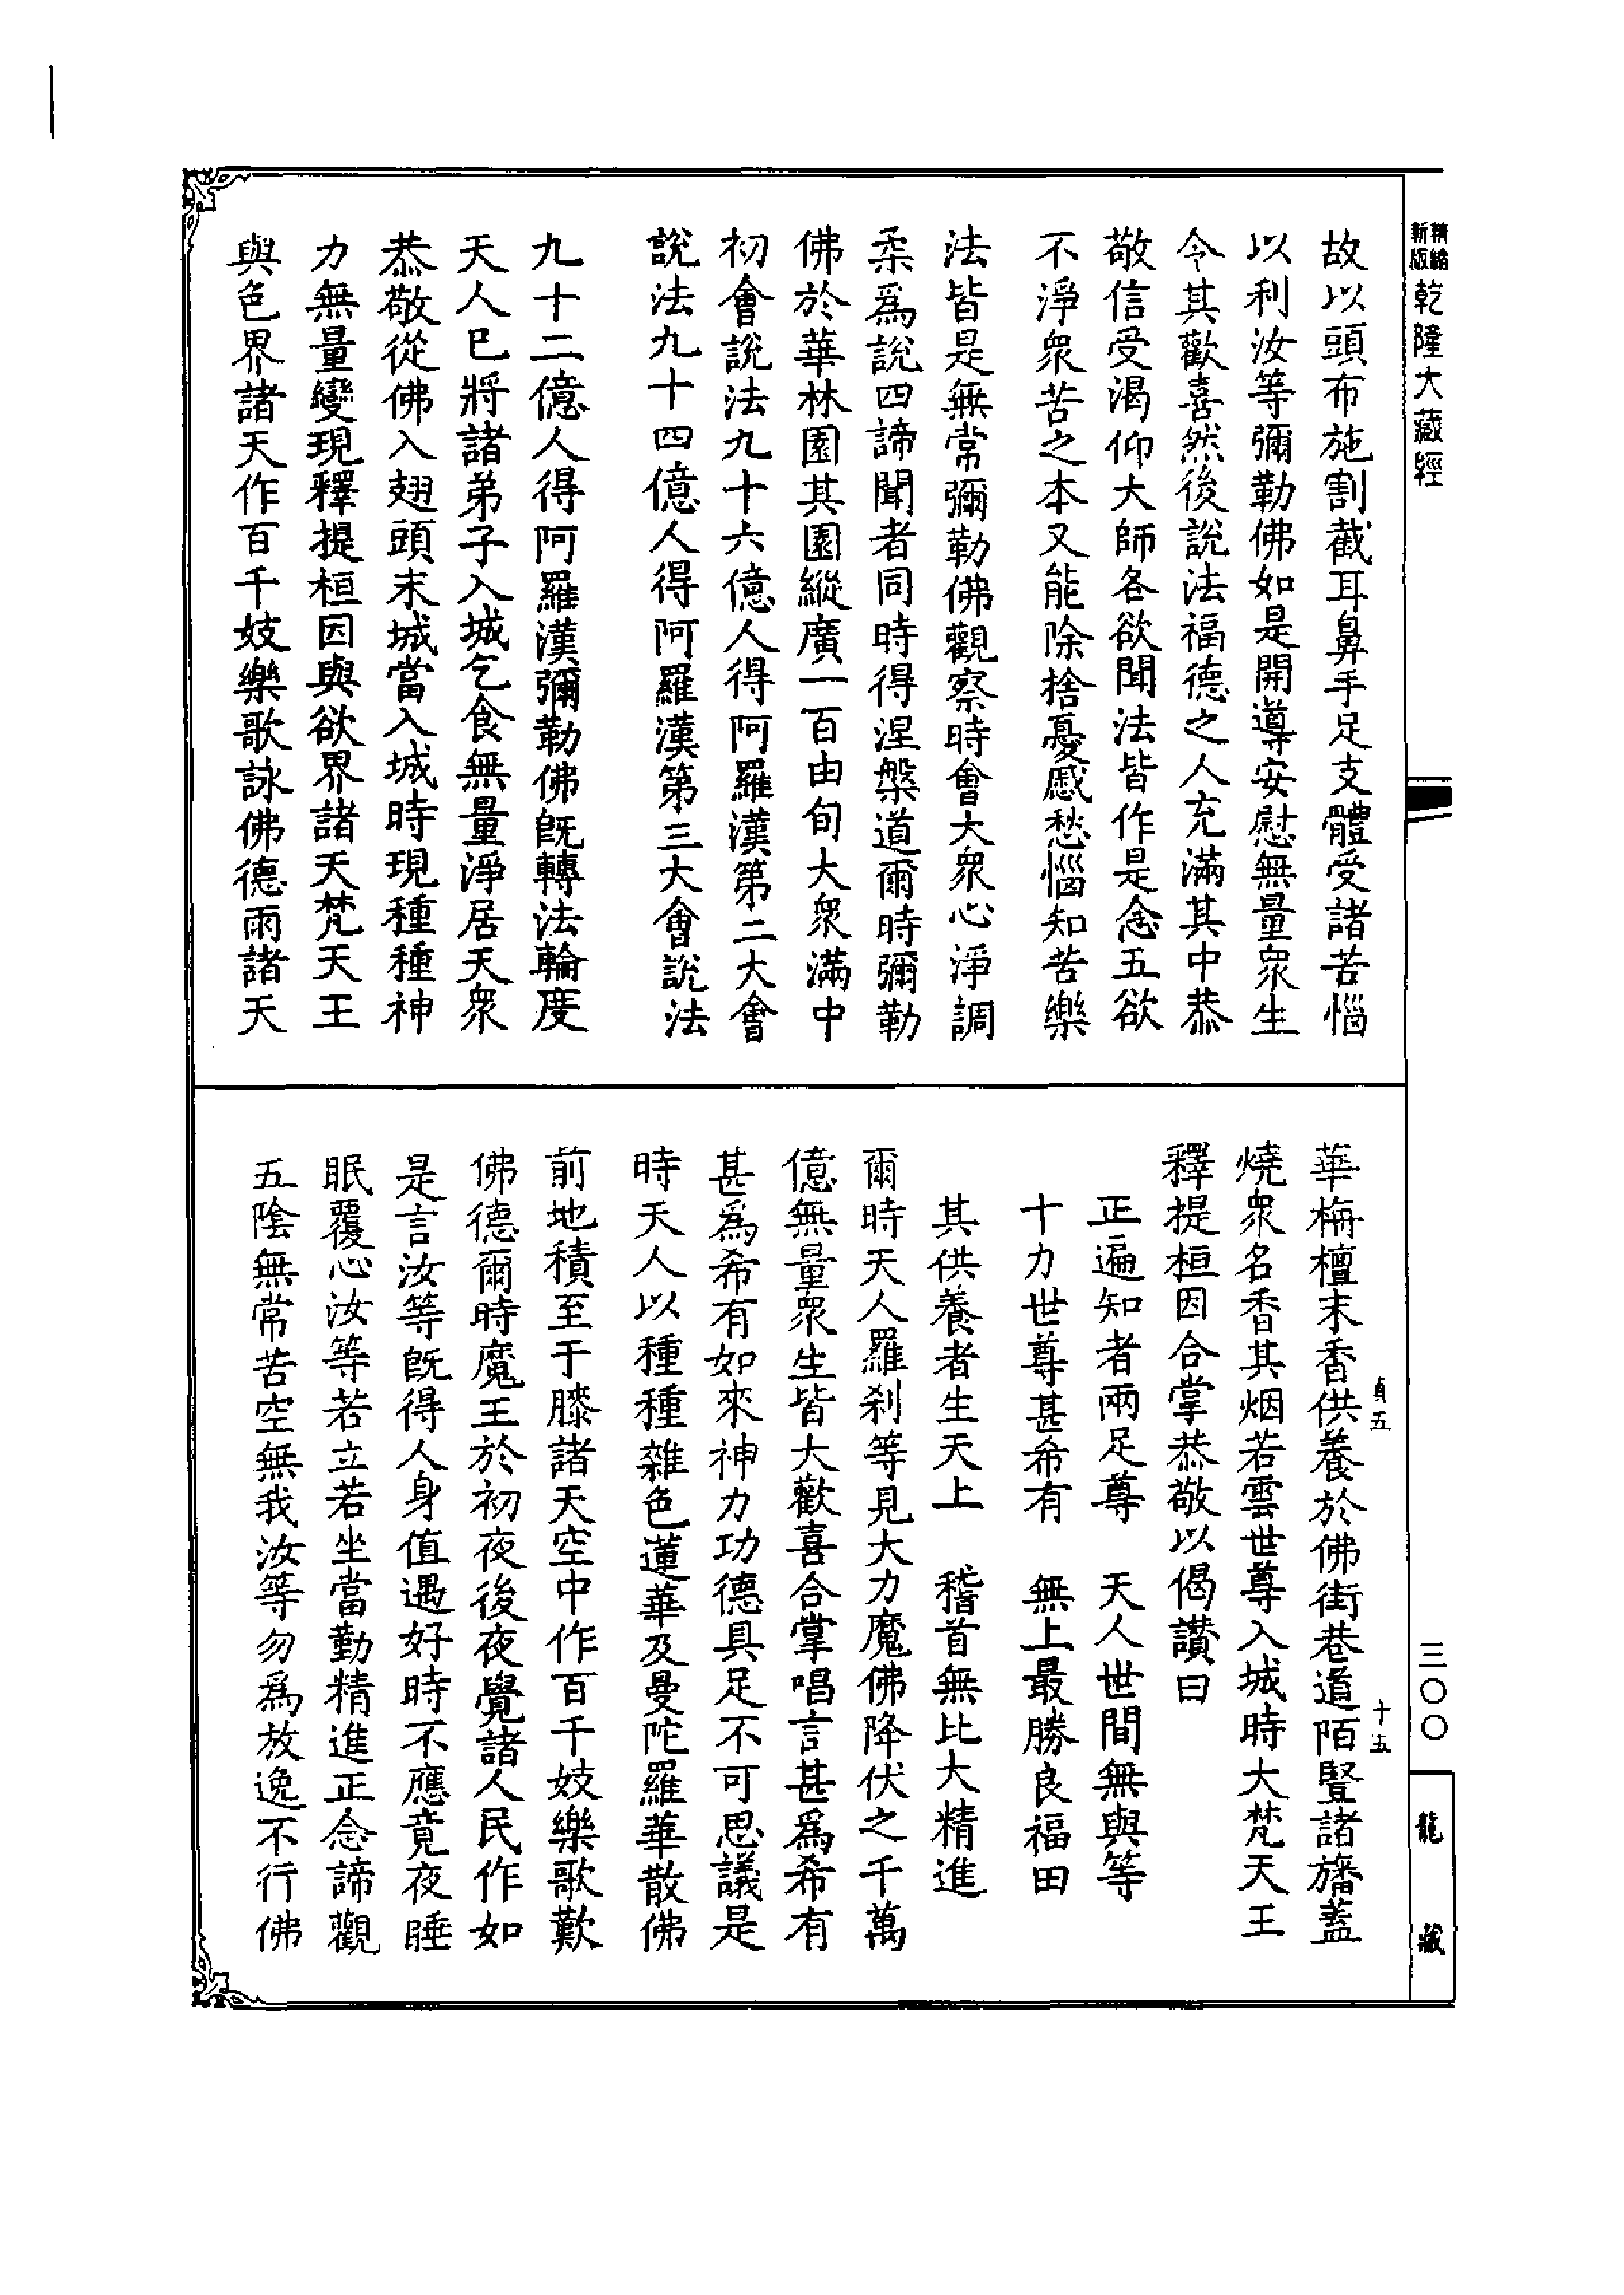 精縮新版乾隆大藏經
故以頭布施割截耳鼻手足支體受諸苦惱
以利汝等彌勒佛如是開導安慰無量眾生
令其歡喜然後說法福德之人充滿其中恭
敬信受渴仰大師各欲聞法皆作是念五欲
不淨眾苦之本又能除捨憂慼愁惱知苦樂
法皆是無常彌勒佛觀察時會大眾心淨調
柔為說四諦聞者同時得涅槃道爾時彌勒
佛於華林園其園縱廣一百由旬大眾滿中
初會說法九十六億人得阿羅漢第二大會
說法九十四億人得阿羅漢第三大會說法
九十二億人得阿羅漢彌勒佛既轉法輪度
天人已將諸弟子入城乞食無量淨居天眾
恭敬從佛入翅頭末城當入城時現種種神
力無量變現釋提桓因與欲界諸天梵天王
與色界諸天作百千妓樂歌詠佛德雨諸天
華栴檀末香供養於佛街巷道陌豎諸旛蓋
燒眾名香其烟若雲世尊入城時大梵天王
釋提桓因合掌恭敬以偈讚曰
正遍知者兩足尊　天人世間無與等
十力世尊甚希有　無上最勝良福田
其供養者生天上　稽首無比大精進
爾時天人羅刹等見大力魔佛降伏之千萬
億無量眾生皆大歡喜合掌唱言甚為希有
甚為希有如來神力功德具足不可思議是
時天人以種種雜色蓮華及曼陀羅華散佛
前地積至于膝諸天空中作百千妓樂歌歎
佛德爾時魔王於初夜後夜覺諸人民作如
是言汝等既得人身值遇好時不應竟夜睡
眠覆心汝等若立若坐當勤精進正念諦觀
五陰無常苦空無我汝等勿為放逸不行佛
貞五
十五
三〇〇
龍藏